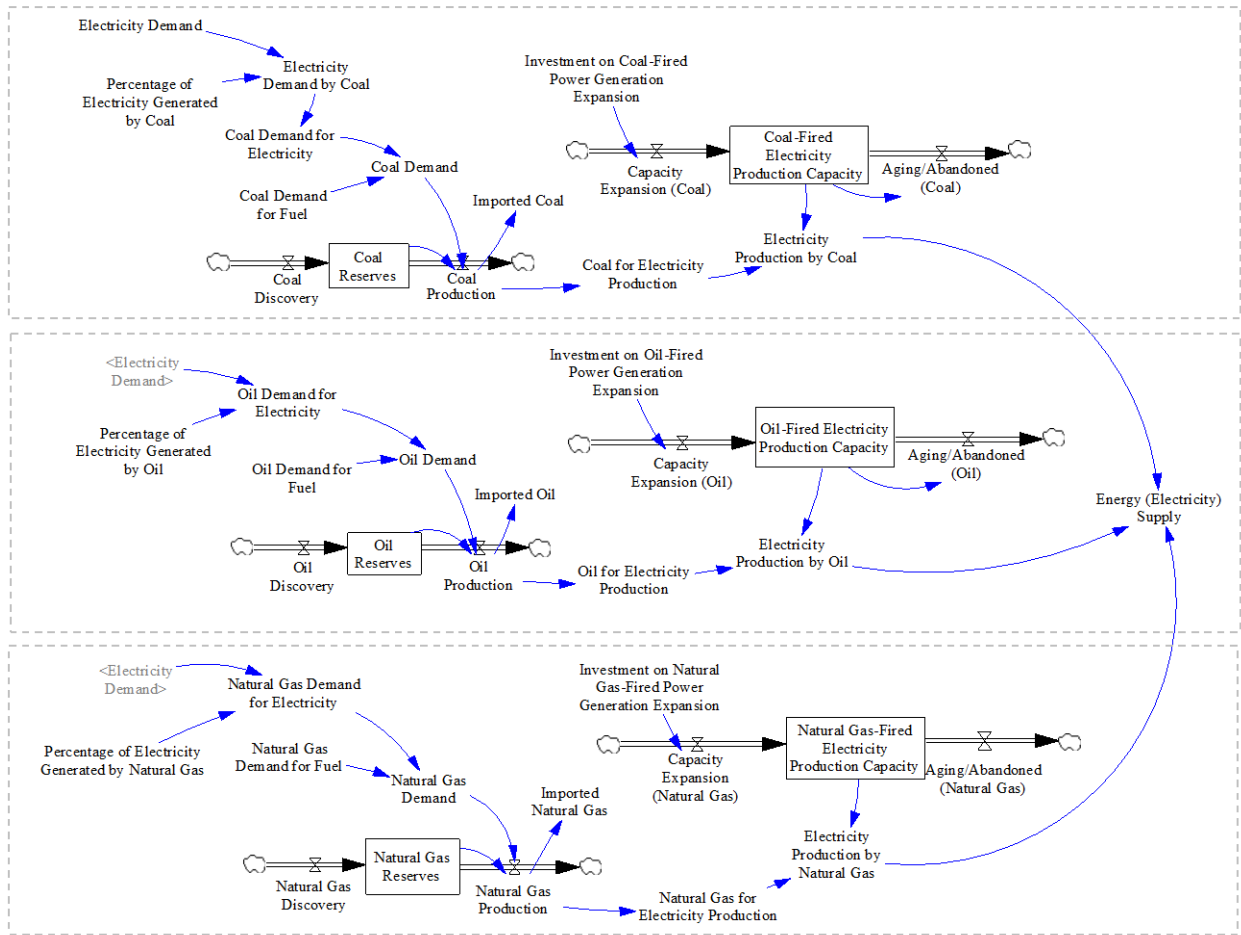 Electricity Demand
Electricity
Demand by Coal
Percentage of
Electricity Generated
by Coal
Coal Demand for
Electricity
Coal Demand
Coal Demand
for Fuel
Imported Coal
Coal
Reserves
Coal
Discovery
Coal
Production
Investment on Coal-Fired
Power Generation
Expansion
Capacity
Expansion (Coal)
Coal-Fired
Electricity
Production Capacity
Aging/Abandoned
(Coal)
Electricity
Production by Coal
Coal for Electricity
Production
<Electricity
Demand>
Oil Demand for
Electricity
Percentage of
Electricity Generated
by Oil
Oil Demand
Oil Demand for
Fuel
Imported Oil
Oil
Reserves
Oil
Discovery
Oil
Production
Investment on Oil-Fired
Power Generation
Expansion
Capacity
Expansion (Oil)
Oil-Fired Electricity
Production Capacity
Aging/Abandoned
(Oil)
Electricity
Production by Oil
Oil for Electricity
Production
Energy (Electricity)
Supply
<Electricity
Demand>
Natural Gas Demand
for Electricity
Percentage of Electricity
Generated by Natural Gas
Natural Gas
Demand for Fuel
Natural Gas
Demand
Imported
Natural Gas
Natural Gas
Reserves
Natural Gas
Discovery
Natural Gas
Production
Investment on Natural
Gas-Fired Power
Generation Expansion
Capacity
Expansion
(Natural Gas)
Natural Gas-Fired
Electricity
Production Capacity
Aging/Abandoned
(Natural Gas)
Electricity
Production by
Natural Gas
Natural Gas for
Electricity Production